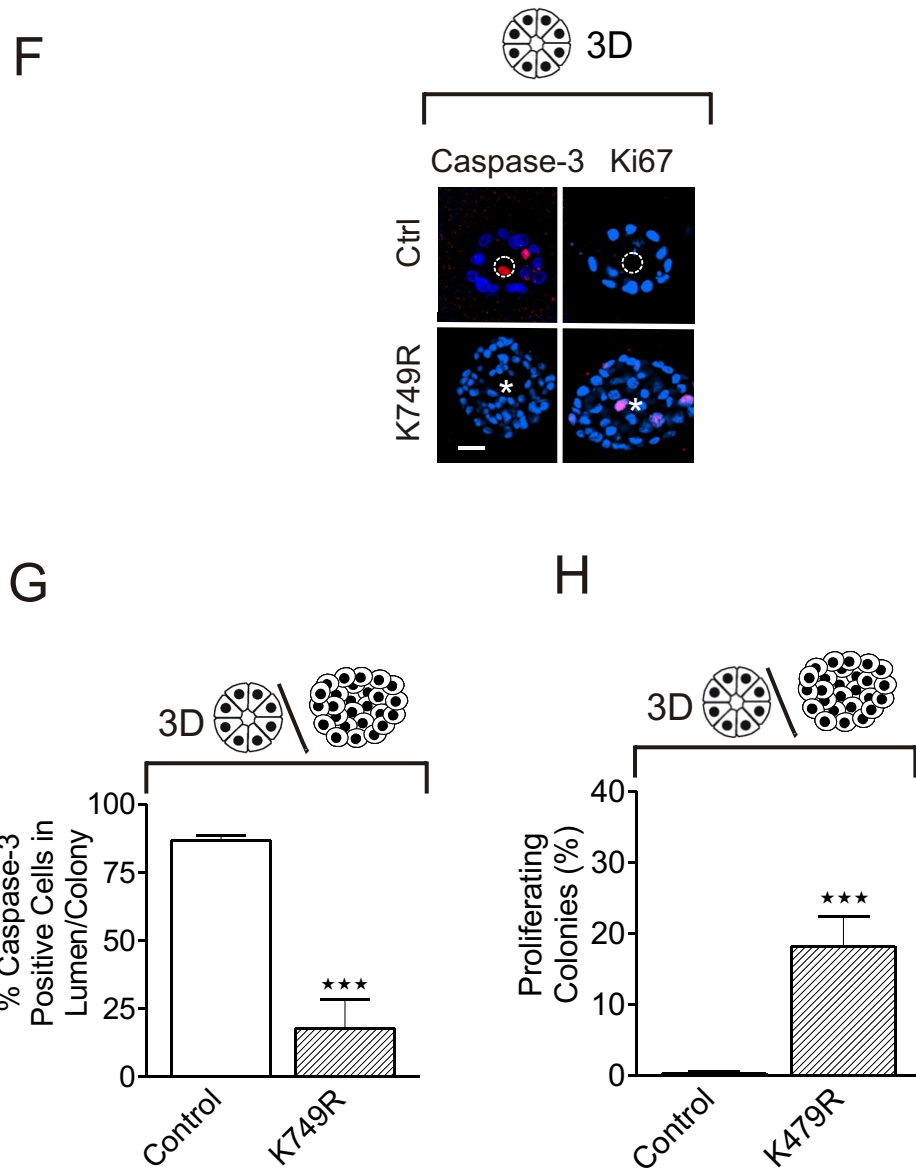 F
3D
Caspase-3 Ki67
Ctrl
* *
K749R
G
3D
% Caspase-3
Positive Cells in
Lumen/Colony
100
75
50
25
0
★★★
Control
K749R
H
3D
Proliferating
Colonies (%)
40
30
20
10
0
★★★
Control
K479R